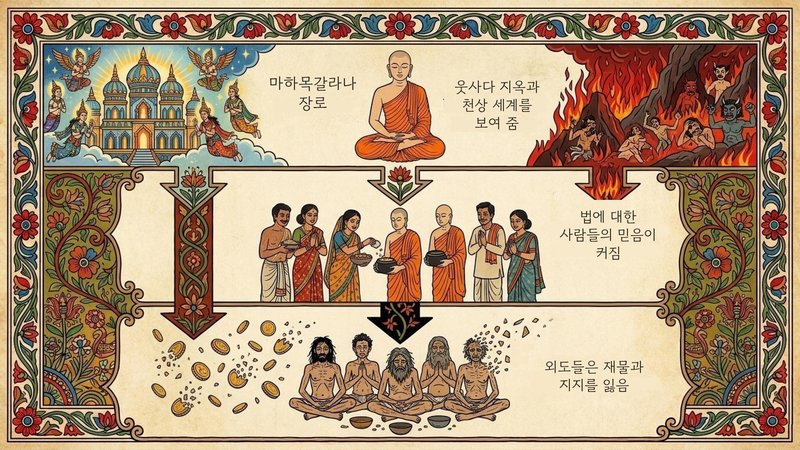 마하목갈라나
장로
웃사다 지옥과
천상 세계를
보여 줌
법에 대한
사람들의 믿음이
커짐
외도들은 재물과
지지를 잃음